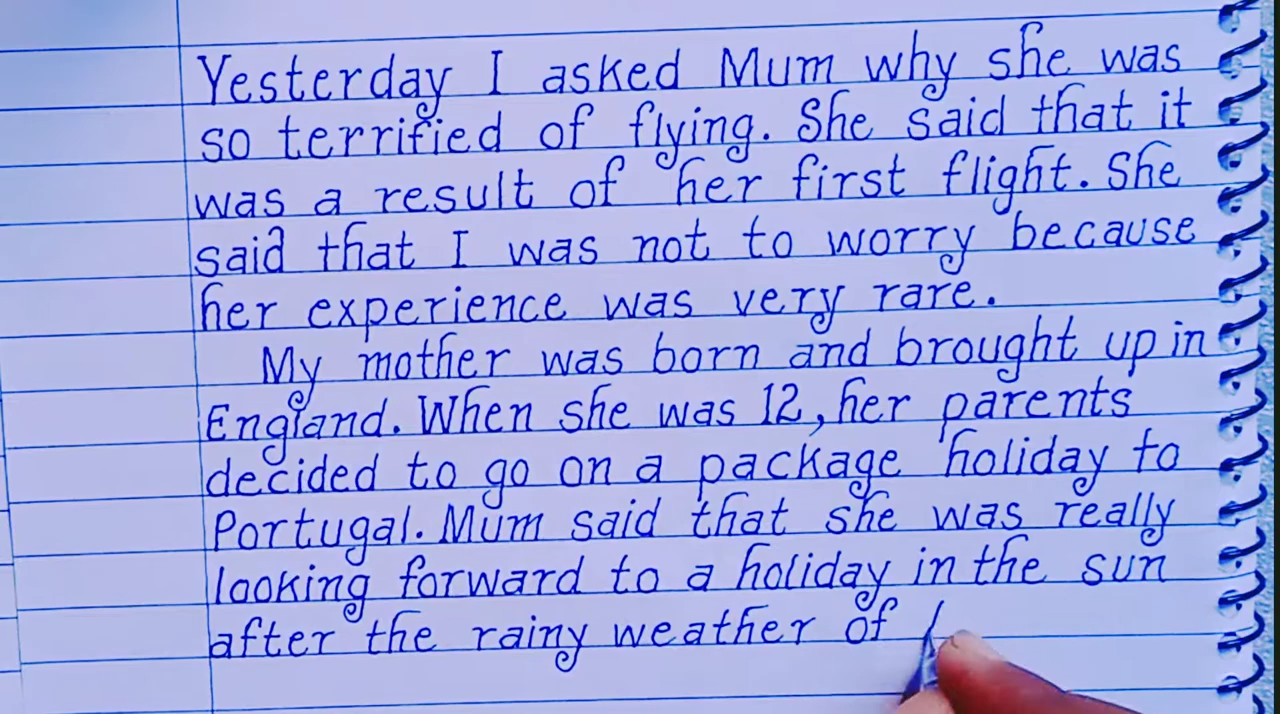 Yesterday I asked Mum why she was
so terrified of flying. She said that it
was a result of her first flight. She
said that I was not to worry because
her experience was very rare.
My mother was born and brought up in
England. When she was 12, her parents
decided to go on a package holiday to
Portugal. Mum said that she was really
looking forward to a holiday in the sun
after the rainy weather of